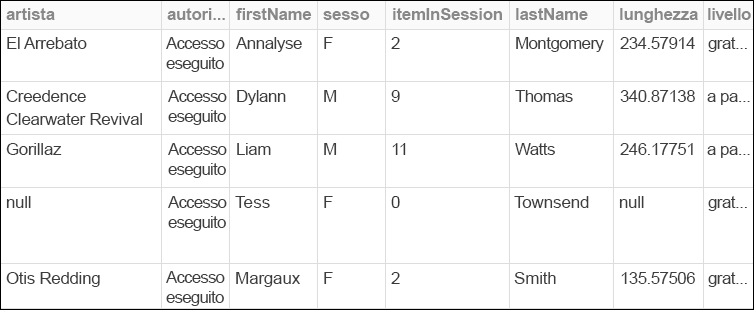 artista autori... firstName sesso itemInSession lastName lunghezza livello
El Arrebato Accesso eseguito Annalyse F 2 Montgomery 234.57914 grat...
Creedence Clearwater Revival Accesso eseguito Dylann M 9 Thomas 340.87138 a pa...
Gorillaz Accesso eseguito Liam M 11 Watts 246.17751 a pa...
null Accesso eseguito Tess F 0 Townsend null grat...
Otis Redding Accesso eseguito Margaux F 2 Smith 135.57506 grat...